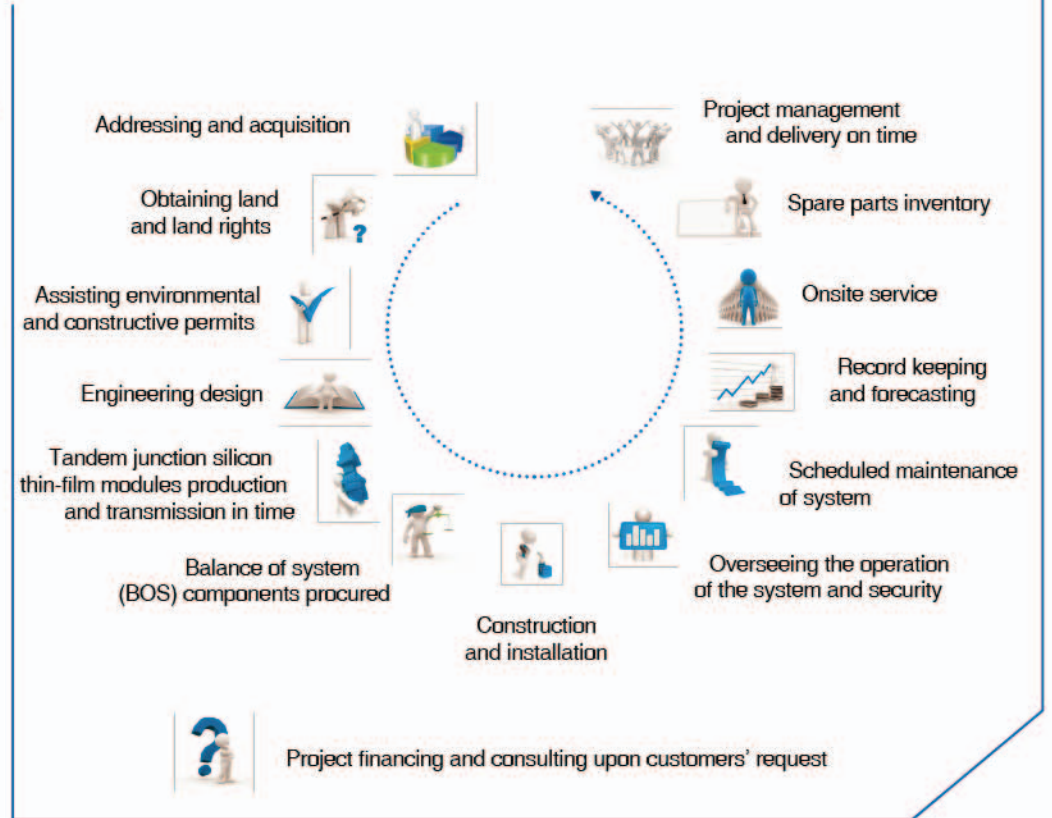 Addressing and acquisition
Obtaining land
and land rights
Assisting environmental
and constructive permits
Engineering design
Tandem junction silicon
thin-film modules production
and transmission in time
Balance of system
(BOS) components procured
Construction
and installation
Overseeing the operation
of the system and security
Scheduled maintenance
of system
Record keeping
and forecasting
Onsite service
Spare parts inventory
Project management
and delivery on time
Project financing and consulting upon customers’ request